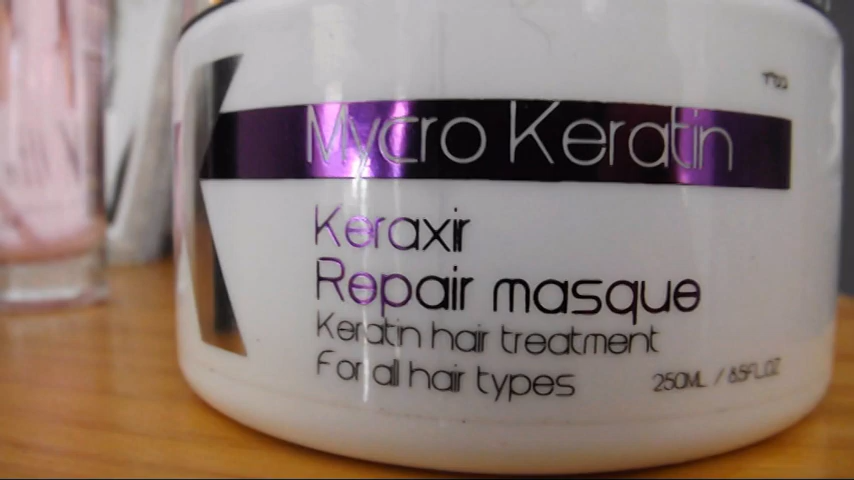 Mycro Keratin
Keraxir
Repair masque
Keratin hair treatment
For all hair types
250ML / 8.5FL.OZ